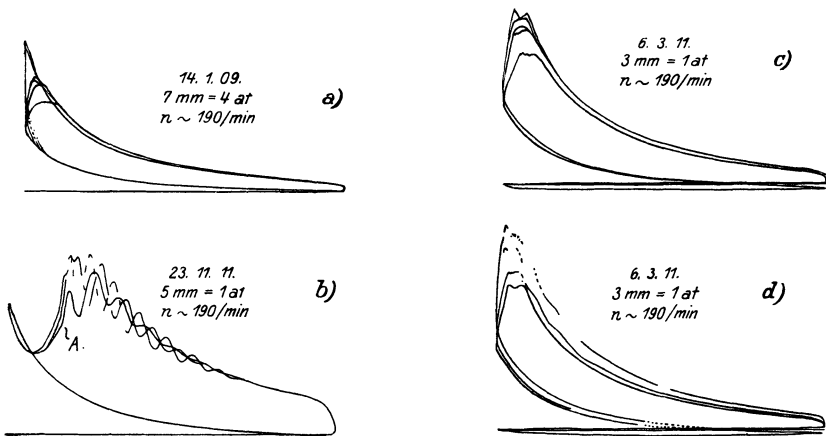 14. 1. 09.
7 mm = 4 at
n ~ 190/min
a)
6. 3. 11.
3 mm = 1 at
n ~ 190/min
c)
23. 11. 11.
5 mm = 1 at
n ~ 190/min
b)
A.
6. 3. 11.
3 mm = 1 at
n ~ 190/min
d)